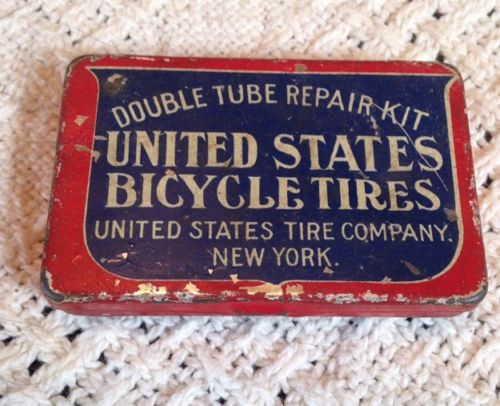 DOUBLE TUBE REPAIR KIT
UNITED STATES
BICYCLE TIRES
UNITED STATES TIRE COMPANY.
NEW YORK.